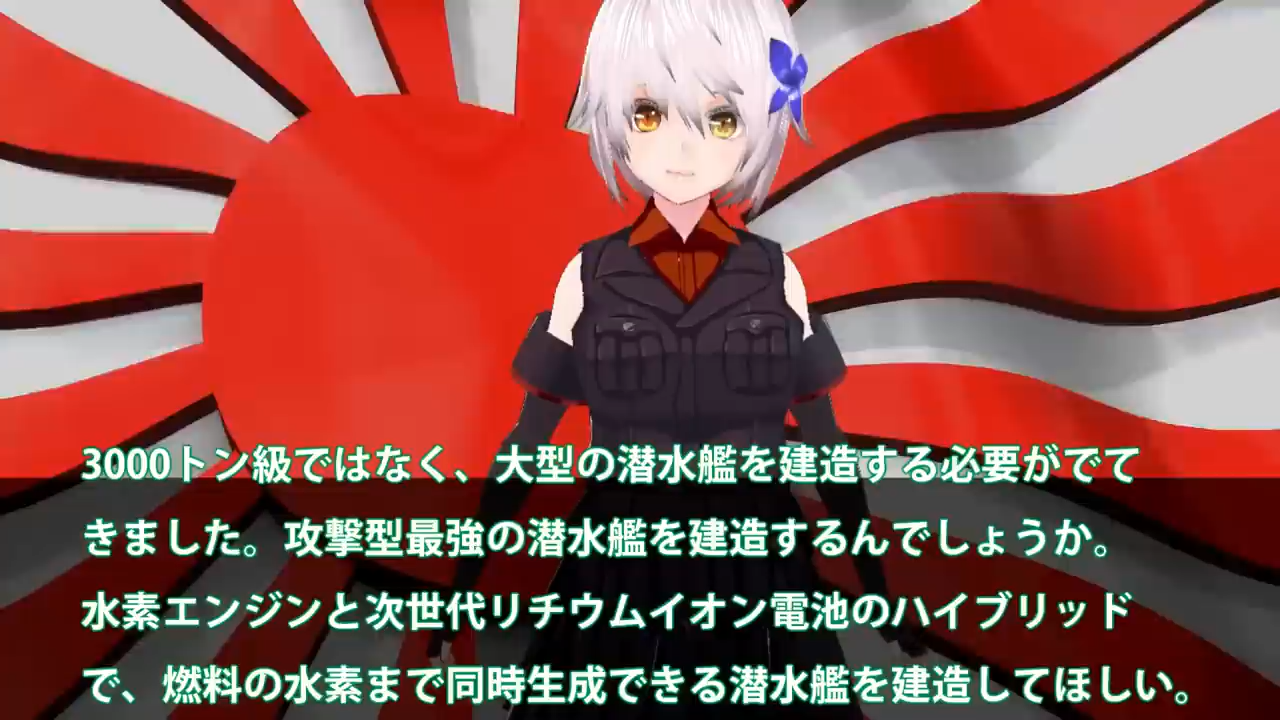 3000トン級ではなく、大型の潜水艦を建造する必要がでて
きました。攻撃型最強の潜水艦を建造するんでしょうか。
水素エンジンと次世代リチウムイオン電池のハイブリッド
で、燃料の水素まで同時生成できる潜水艦を建造してほしい。